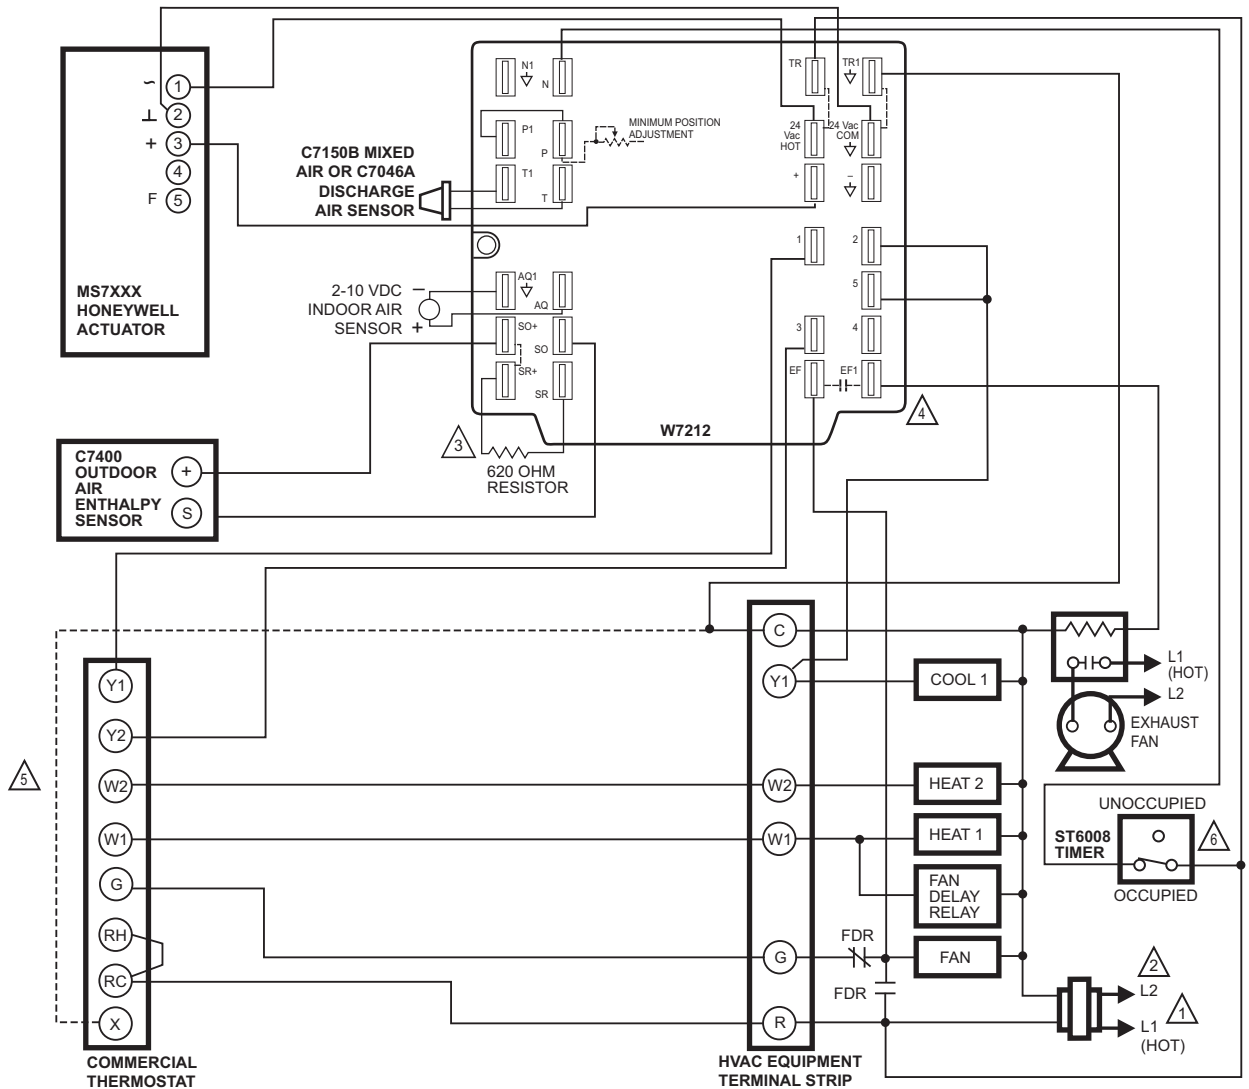 ~ 1
⊥ 2
+ 3
4
F 5
MS7XXX
HONEYWELL
ACTUATOR
N1
N
P1
P
MINIMUM POSITION
ADJUSTMENT
T1
T
C7150B MIXED
AIR OR C7046A
DISCHARGE
AIR SENSOR
TR
TR1
24
Vac
HOT
24 Vac
COM
+
–
1
2
5
3
4
EF
EF1
AQ1
AQ
SO+
SO
SR+
SR
2-10 VDC –
INDOOR AIR
SENSOR +
W7212
3
4
620 OHM
RESISTOR
C7400
OUTDOOR
AIR
ENTHALPY
SENSOR
+
S
C
Y1
W2
W1
G
R
HVAC EQUIPMENT
TERMINAL STRIP
Y1
Y2
W2
W1
G
RH
RC
X
COMMERCIAL
THERMOSTAT
5
COOL 1
HEAT 2
HEAT 1
FAN
DELAY
RELAY
FAN
FDR
FDR
L1
(HOT)
L2
EXHAUST
FAN
UNOCCUPIED
ST6008
TIMER
6
OCCUPIED
2
L2
1
L1
(HOT)